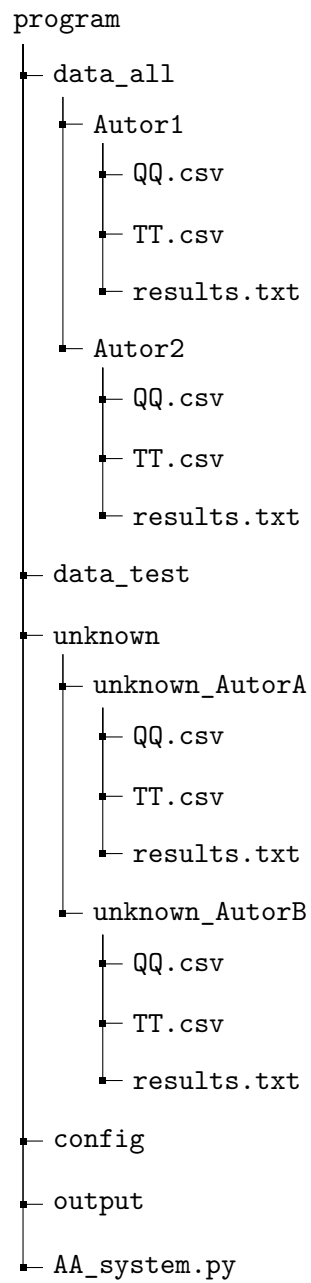 program
data_all
Autor1
QQ.csv
TT.csv
results.txt
Autor2
QQ.csv
TT.csv
results.txt
data_test
unknown
unknown_AutorA
QQ.csv
TT.csv
results.txt
unknown_AutorB
QQ.csv
TT.csv
results.txt
config
output
AA_system.py